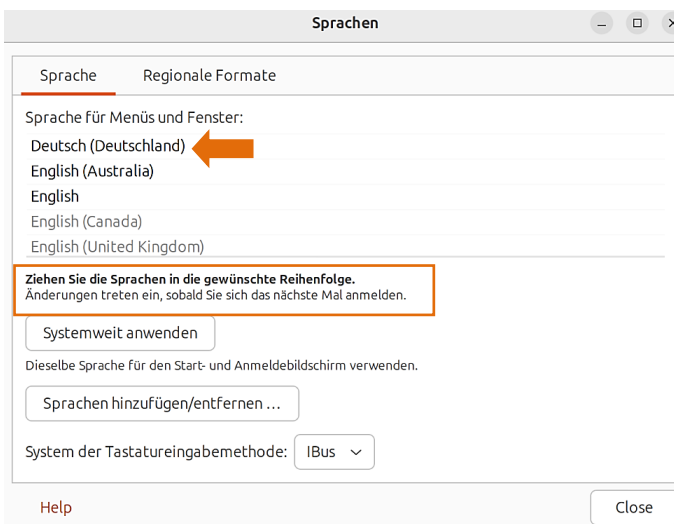 Sprachen
Sprache
Regionale Formate
Sprache für Menüs und Fenster:
Deutsch (Deutschland)
English (Australia)
English
English (Canada)
English (United Kingdom)
Ziehen Sie die Sprachen in die gewünschte Reihenfolge.
Änderungen treten ein, sobald Sie sich das nächste Mal anmelden.
Systemweit anwenden
Dieselbe Sprache für den Start- und Anmeldebildschirm verwenden.
Sprachen hinzufügen/entfernen …
System der Tastatureingabemethode: IBus
Help
Close